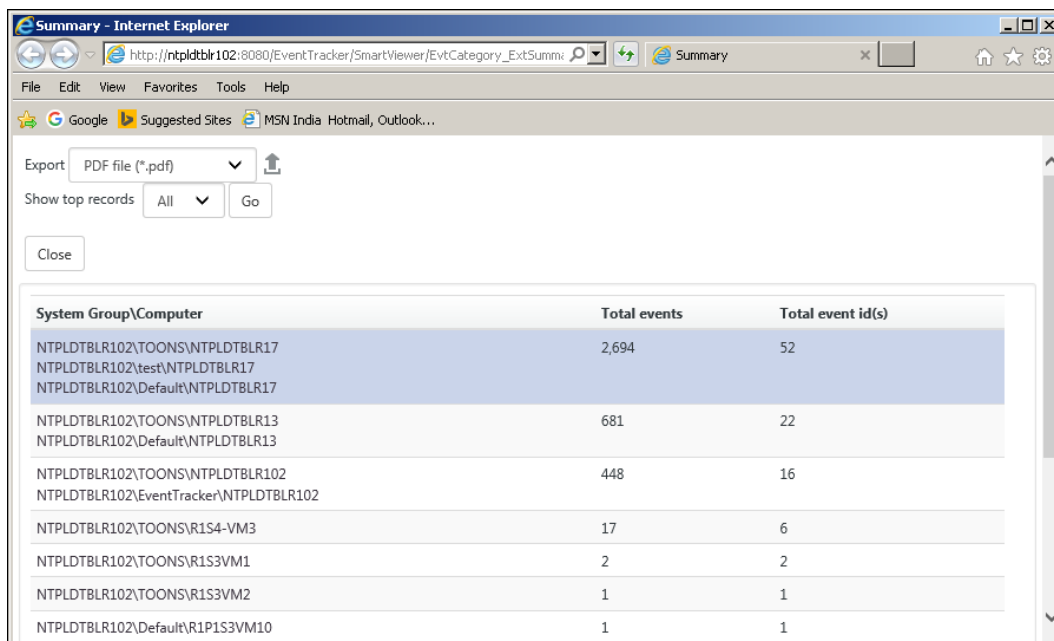 Summary - Internet Explorer
http://ntpldtblr102:8080/EventTracker/SmartViewer/EvtCategory_ExtSumm
Summary
File Edit View Favorites Tools Help
Google Suggested Sites MSN India Hotmail, Outlook...
Export PDF file (*.pdf)
Show top records All Go
Close
System Group\Computer Total events Total event id(s)
NTPLDTBLR102\TOONS\NTPLDTBLR17 2,694 52
NTPLDTBLR102\test\NTPLDTBLR17
NTPLDTBLR102\Default\NTPLDTBLR17
NTPLDTBLR102\TOONS\NTPLDTBLR13 681 22
NTPLDTBLR102\Default\NTPLDTBLR13
NTPLDTBLR102\TOONS\NTPLDTBLR102 448 16
NTPLDTBLR102\EventTracker\NTPLDTBLR102
NTPLDTBLR102\TOONS\R1S4-VM3 17 6
NTPLDTBLR102\TOONS\R1S3VM1 2 2
NTPLDTBLR102\TOONS\R1S3VM2 1 1
NTPLDTBLR102\Default\R1P1S3VM10 1 1